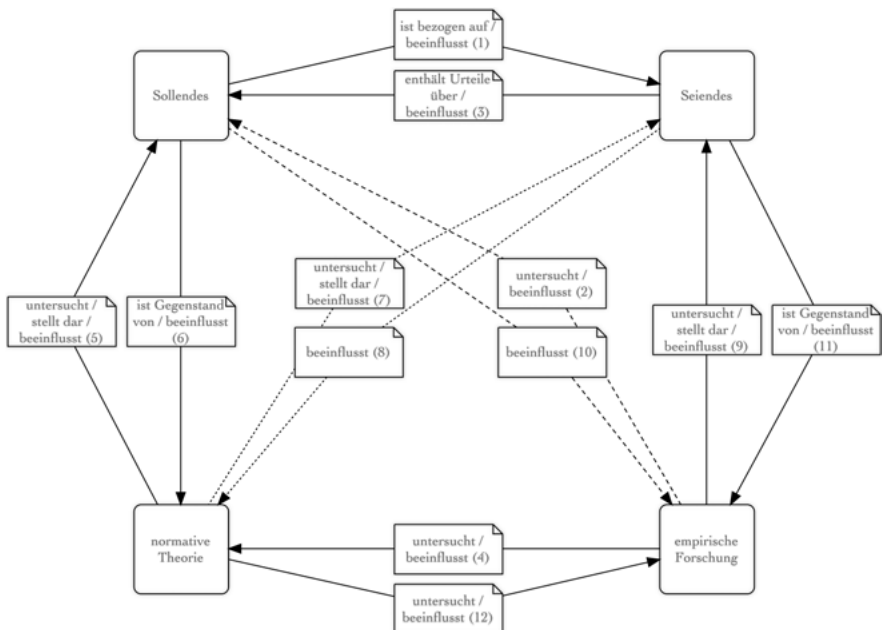 ist bezogen auf /
beeinflusst (1)
Sollendes
enthält Urteile
über /
beeinflusst (3)
Seiendes
untersucht /
stellt dar /
beeinflusst (5)
ist Gegenstand
von / beeinflusst
(6)
untersucht /
stellt dar /
beeinflusst (7)
untersucht /
beeinflusst (2)
untersucht /
stellt dar /
beeinflusst (9)
ist Gegenstand
von / beeinflusst
(11)
beeinflusst (8)
beeinflusst (10)
normative
Theorie
untersucht /
beeinflusst (4)
empirische
Forschung
untersucht /
beeinflusst (12)